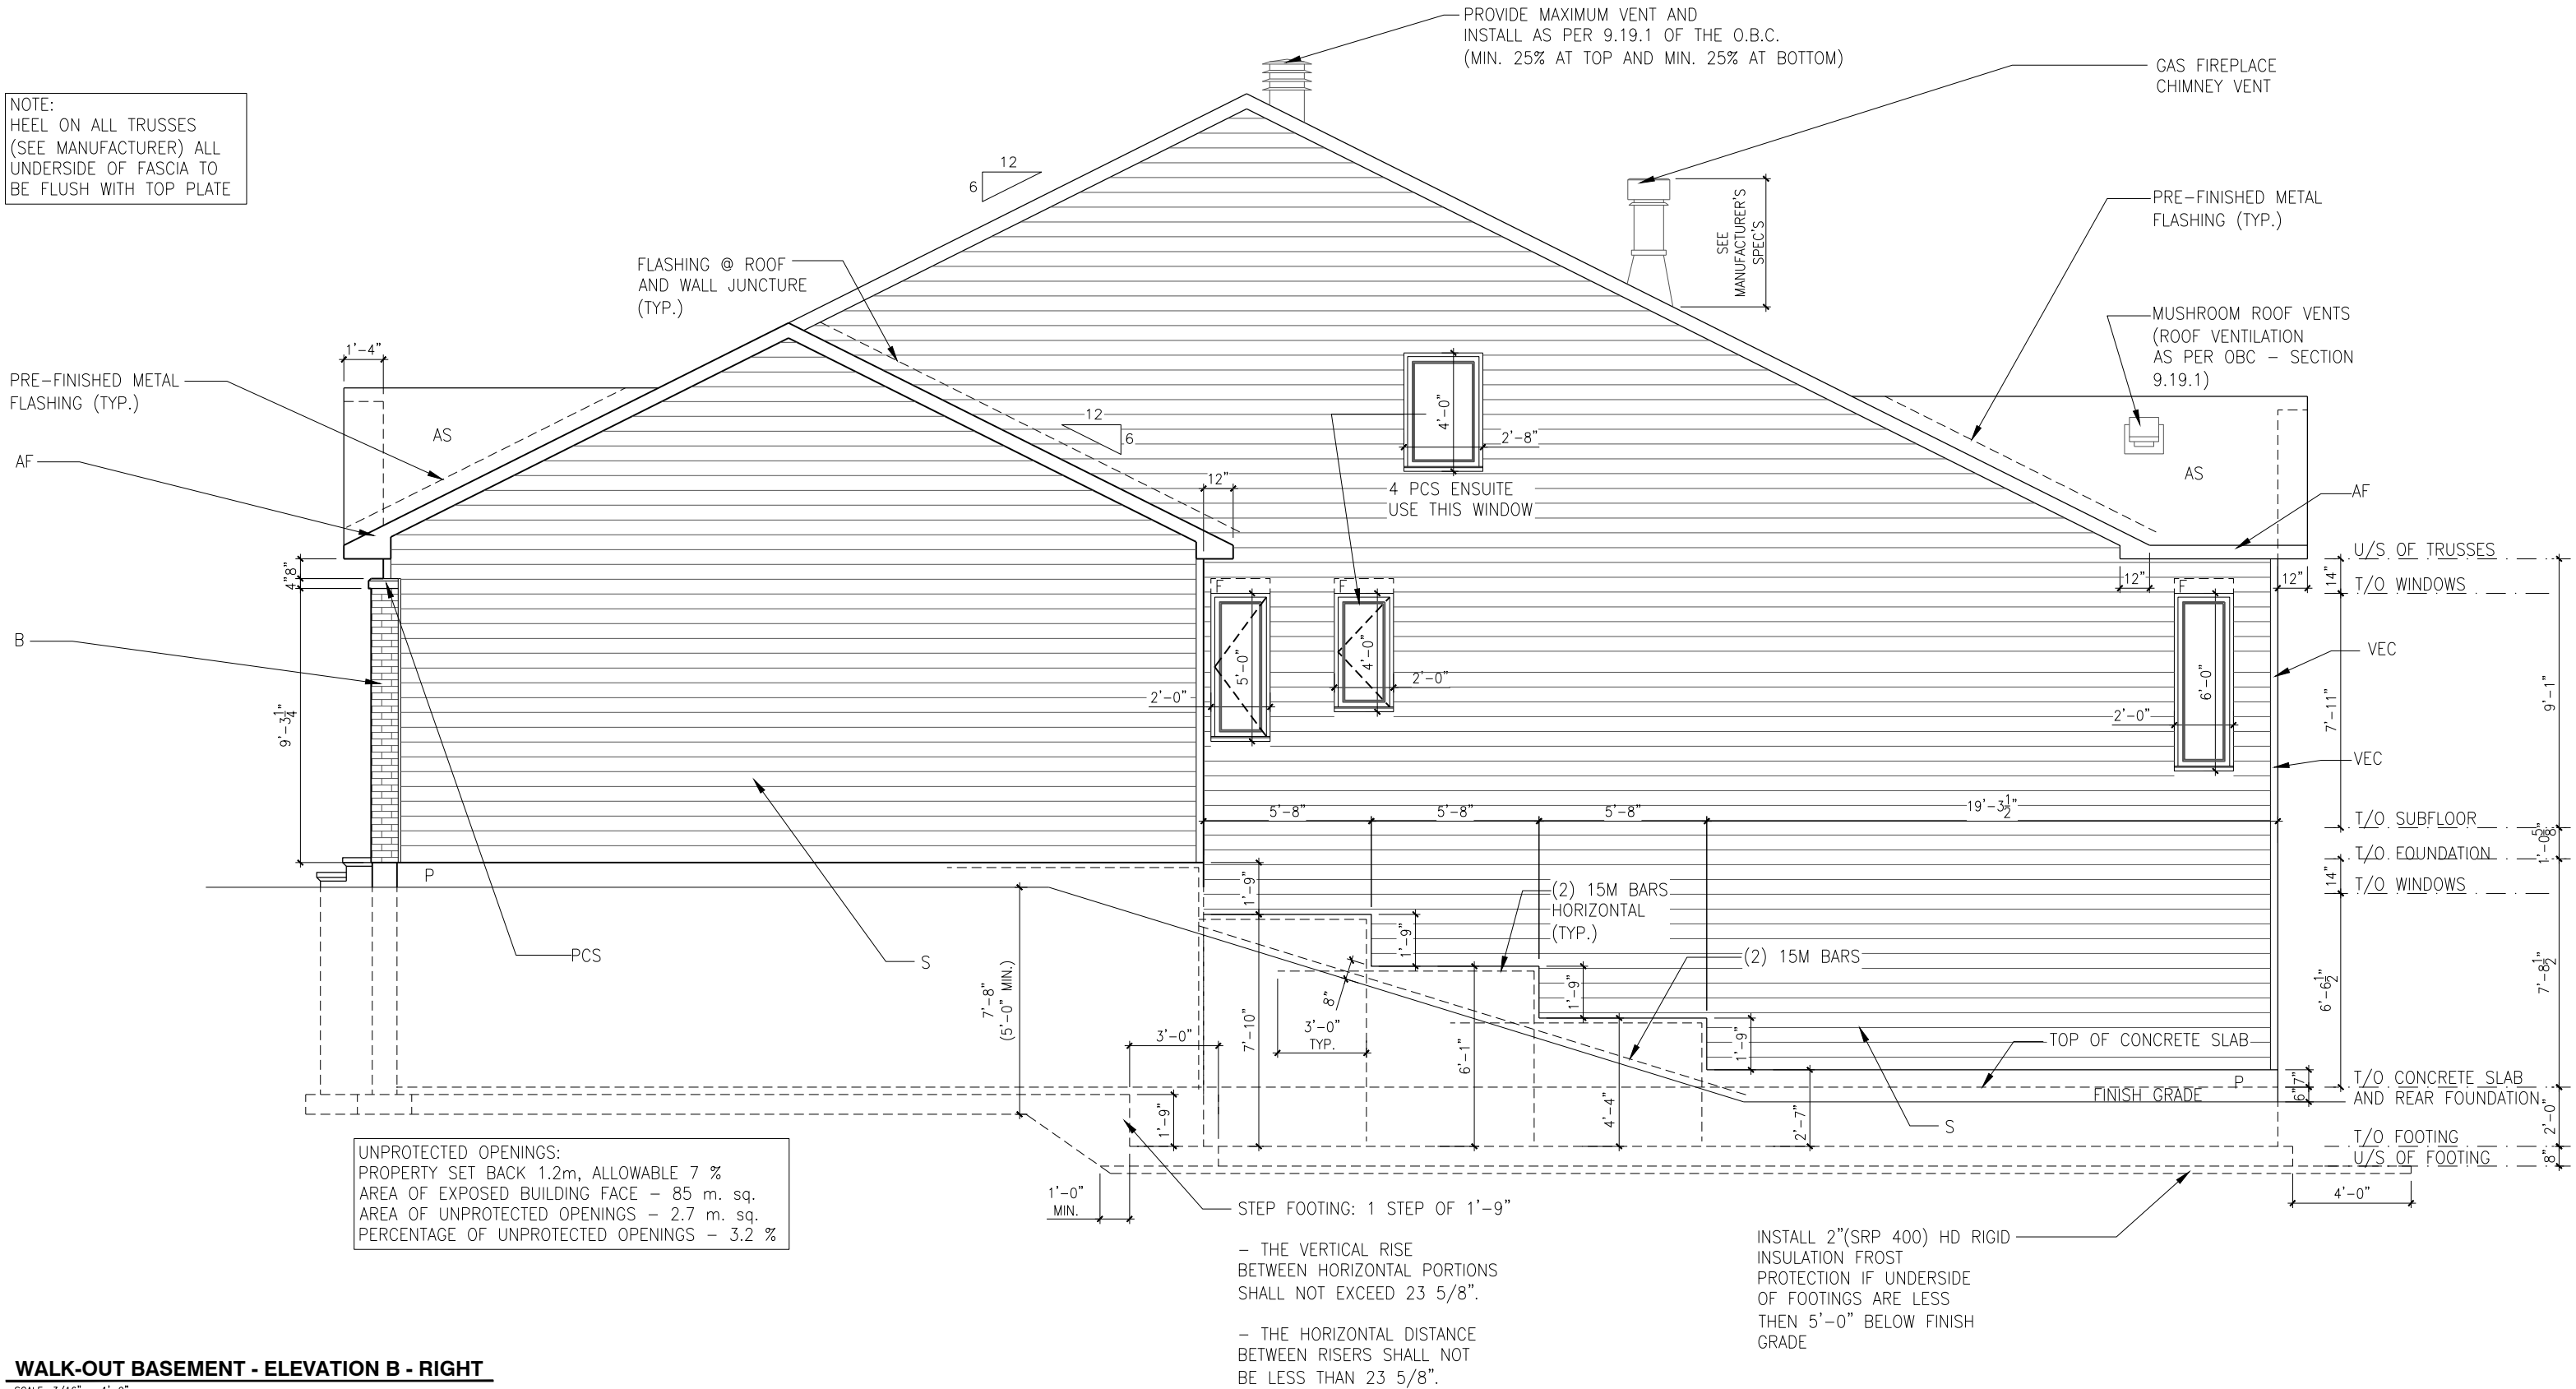 PROVIDE MAXIMUM VENT AND
INSTALL AS PER 9.19.1 OF THE O.B.C.
(MIN. 25% AT TOP AND MIN. 25% AT BOTTOM)
GAS FIREPLACE
CHIMNEY VENT
NOTE:
HEEL ON ALL TRUSSES
(SEE MANUFACTURER) ALL
UNDERSIDE OF FASCIA TO
BE FLUSH WITH TOP PLATE
12
6
SEE
MANUFACTURER'S
SPEC'S
PRE-FINISHED METAL
FLASHING (TYP.)
FLASHING @ ROOF
AND WALL JUNCTURE
(TYP.)
MUSHROOM ROOF VENTS
(ROOF VENTILATION
AS PER OBC - SECTION
9.19.1)
1'-4"
PRE-FINISHED METAL
FLASHING (TYP.)
AS
AF
12
6
4'-0"
2'-8"
12"
4 PCS ENSUITE
USE THIS WINDOW
AS
AF
U/S OF TRUSSES
14"
T/O WINDOWS
12"
12"
8"
4"
F
F
F
B
9'-3 1/4"
5'-0"
2'-0"
4'-0"
2'-0"
6'-0"
2'-0"
VEC
VEC
7'-11"
9'-1"
5'-8"
5'-8"
5'-8"
19'-3 1/2"
T/O SUBFLOOR
1'-0 5/8"
T/O FOUNDATION
14"
T/O WINDOWS
P
PCS
S
1'-9"
(2) 15M BARS
HORIZONTAL
(TYP.)
1'-9"
(2) 15M BARS
1'-9"
1'-9"
8"
3'-0"
TYP.
7'-8"
(5'-0" MIN.)
3'-0"
7'-10"
6'-1"
4'-4"
2'-7"
1'-9"
6'-6 1/2"
7'-8 1/2"
TOP OF CONCRETE SLAB
P
FINISH GRADE
S
7"
6"
T/O CONCRETE SLAB
AND REAR FOUNDATION
2'-0"
T/O FOOTING
U/S OF FOOTING
8"
4'-0"
UNPROTECTED OPENINGS:
PROPERTY SET BACK 1.2m, ALLOWABLE 7 %
AREA OF EXPOSED BUILDING FACE - 85 m. sq.
AREA OF UNPROTECTED OPENINGS - 2.7 m. sq.
PERCENTAGE OF UNPROTECTED OPENINGS - 3.2 %
1'-0"
MIN.
STEP FOOTING: 1 STEP OF 1'-9"
- THE VERTICAL RISE
BETWEEN HORIZONTAL PORTIONS
SHALL NOT EXCEED 23 5/8".
- THE HORIZONTAL DISTANCE
BETWEEN RISERS SHALL NOT
BE LESS THAN 23 5/8".
INSTALL 2"(SRP 400) HD RIGID
INSULATION FROST
PROTECTION IF UNDERSIDE
OF FOOTINGS ARE LESS
THEN 5'-0" BELOW FINISH
GRADE
WALK-OUT BASEMENT - ELEVATION B - RIGHT